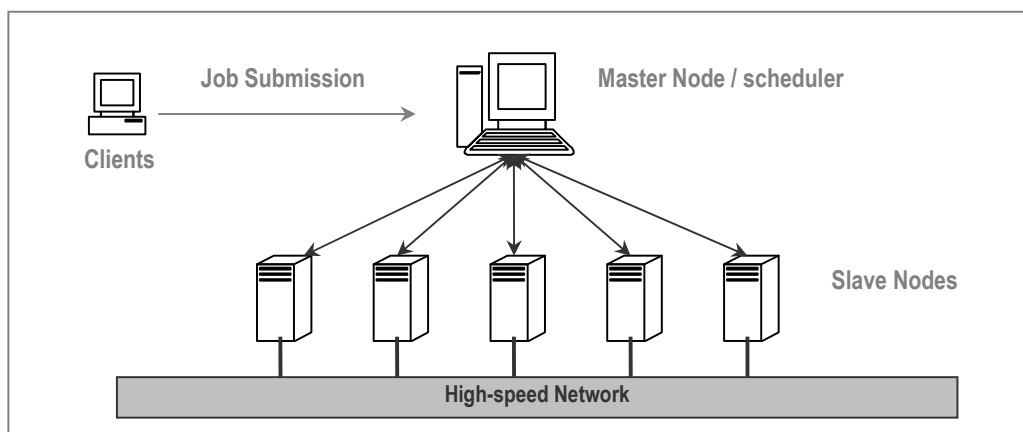 Job Submission
Master Node / scheduler
Clients
Slave Nodes
High-speed Network